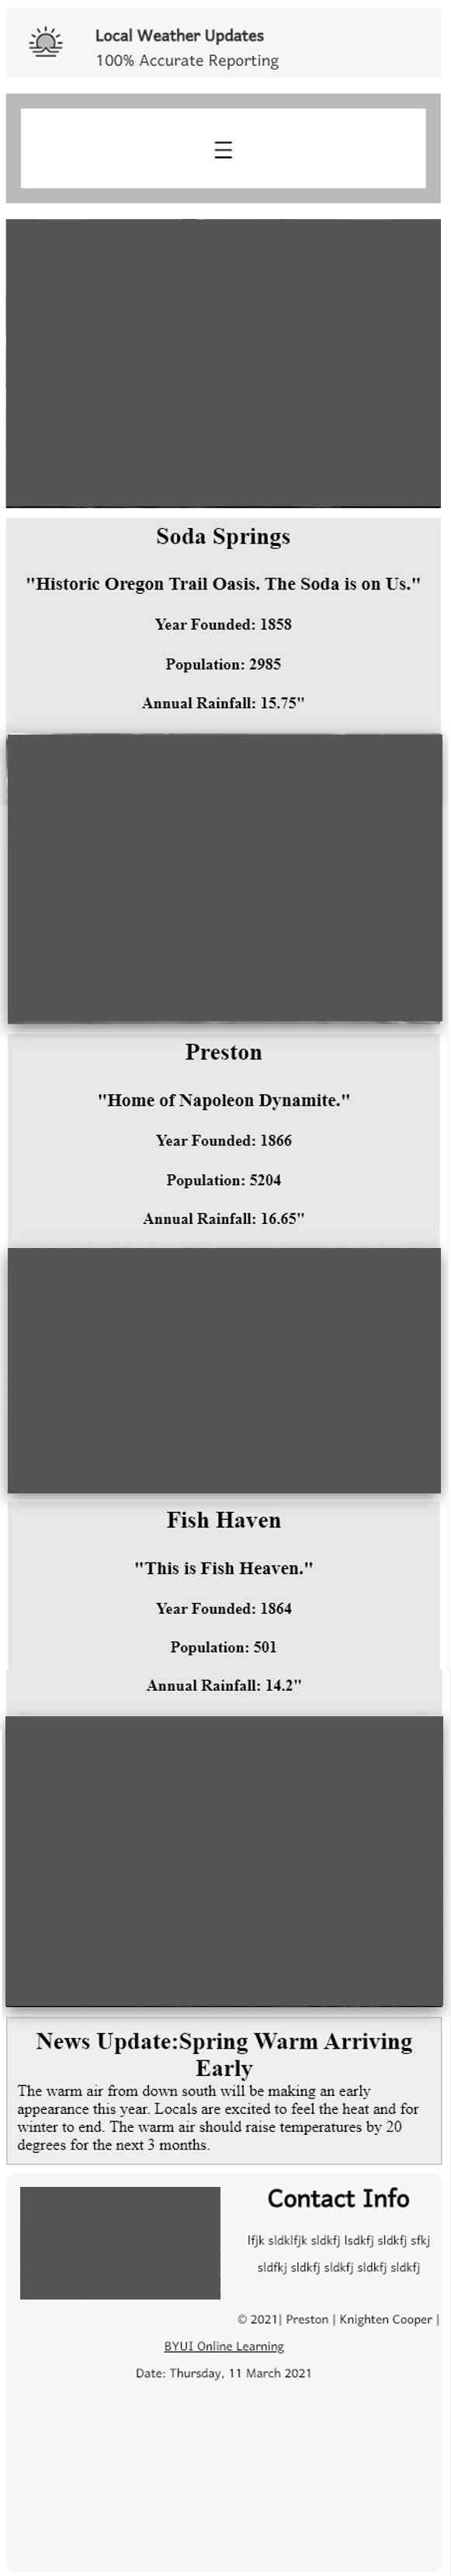 Local Weather Updates
100% Accurate Reporting
Soda Springs
"Historic Oregon Trail Oasis. The Soda is on Us."
Year Founded: 1858
Population: 2985
Annual Rainfall: 15.75"
Preston
"Home of Napoleon Dynamite."
Year Founded: 1866
Population: 5204
Annual Rainfall: 16.65"
Fish Haven
"This is Fish Heaven."
Year Founded: 1864
Population: 501
Annual Rainfall: 14.2"
News Update:Spring Warm Arriving
Early
The warm air from down south will be making an early
appearance this year. Locals are excited to feel the heat and for
winter to end. The warm air should raise temperatures by 20
degrees for the next 3 months.
Contact Info
lfjk sldklfjk sldkfj lsdkfj sldkfj sfkj
sldfkj sldkfj sldkfj sldkfj sldkfj
© 2021| Preston | Knighten Cooper |
BYUI Online Learning
Date: Thursday, 11 March 2021